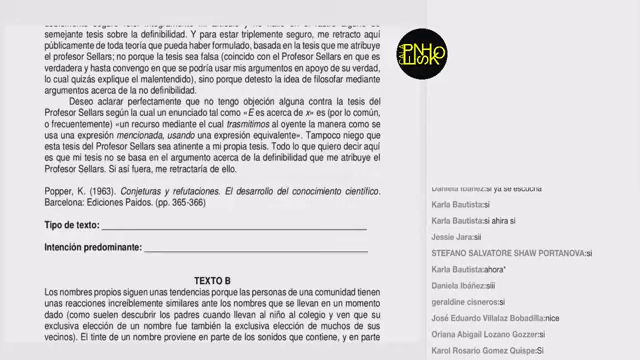 semejante tesis sobre la definibilidad. Y para estar triplemente seguro, me retracto aquí
públicamente de toda teoría que pueda haber formulado, basada en la tesis que me atribuye
el profesor Sellars; no porque la tesis sea falsa (coincido con el Profesor Sellars en que es
verdadera y hasta convengo en que se podría usar mis argumentos en apoyo de su verdad,
lo cual quizás explique el malentendido), sino porque detesto la idea de filosofar mediante
argumentos acerca de la no definibilidad.
Deseo aclarar perfectamente que no tengo objeción alguna contra la tesis del
Profesor Sellars según la cual un enunciado tal como «E es acerca de x» es (por lo común,
o frecuentemente) «un recurso mediante el cual trasmitimos al oyente la manera como se
usa una expresión mencionada, usando una expresión equivalente». Tampoco niego que
esta tesis del Profesor Sellars sea atinente a mi propia tesis. Todo lo que quiero decir aquí
es que mi tesis no se basa en el argumento acerca de la definibilidad que me atribuye el
Profesor Sellars. Si así fuera, me retractaría de ello.
Popper, K. (1963). Conjeturas y refutaciones. El desarrollo del conocimiento científico.
Barcelona: Ediciones Paidos. (pp. 365-366)
Tipo de texto:
Intención predominante:
TEXTO B
Los nombres propios siguen unas tendencias porque las personas de una comunidad tienen
unas reacciones increíblemente similares ante los nombres que se llevan en un momento
dado (como suelen descubrir los padres cuando llevan al niño al colegio y ven que su
exclusiva elección de un nombre fue también la exclusiva elección de muchos de sus
vecinos). El tinte de un nombre proviene en parte de los sonidos que contiene, y en parte
Daniela Ibáñez:si ya se escucha
Karla Bautista:si
Karla Bautista:si ahira si
Jessie Jara:sii
STEFANO SALVATORE SHAW PORTANOVA:si
Karla Bautista:ahora*
Daniela Ibáñez:siii
geraldine cisneros:si
José Eduardo Villaloz Bobadilla:nice
Oriana Abigail Lozano Gozzer:si
Karol Rosario Gomez Quispe:Si